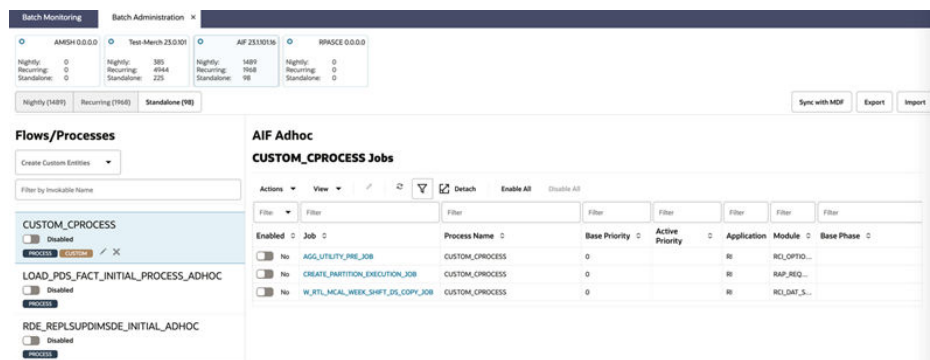 Batch Monitoring Batch Administration ×
AMISH 0.0.0.0 Test-Merch 23.0.101 AIF 23.1.101.16 RPASCE 0.0.0.0
Nightly: 0 Nightly: 385 Nightly: 1489 Nightly: 0
Recurring: 0 Recurring: 4944 Recurring: 1968 Recurring: 0
Standalone: 0 Standalone: 225 Standalone: 98 Standalone: 0
Nightly (1489) Recurring (1968) Standalone (98) Sync with MDF Export Import
Flows/Processes
Create Custom Entities
Filter by Invokable Name
CUSTOM_CPROCESS
Disabled
PROCESS CUSTOM
LOAD_PDS_FACT_INITIAL_PROCESS_ADHOC
Disabled
PROCESS
RDE_REPLSUPDIMSDE_INITIAL_ADHOC
Disabled
PROCESS
AIF Adhoc
CUSTOM_CPROCESS Jobs
Actions View Detach Enable All Disable All
Filter Filter Filter Filter Filter Filter Filter Filter
Enabled Job Process Name Base Priority Active Priority Application Module Base Phase
No AGG_UTILITY_PRE_JOB CUSTOM_CPROCESS 0 RI RCI_OPTIO...
No CREATE_PARTITION_EXECUTION_JOB CUSTOM_CPROCESS 0 RI RAP_REQ...
No W_RTL_MCAL_WEEK_SHIFT_DS_COPY_JOB CUSTOM_CPROCESS 0 RI RCI_DAT_S...